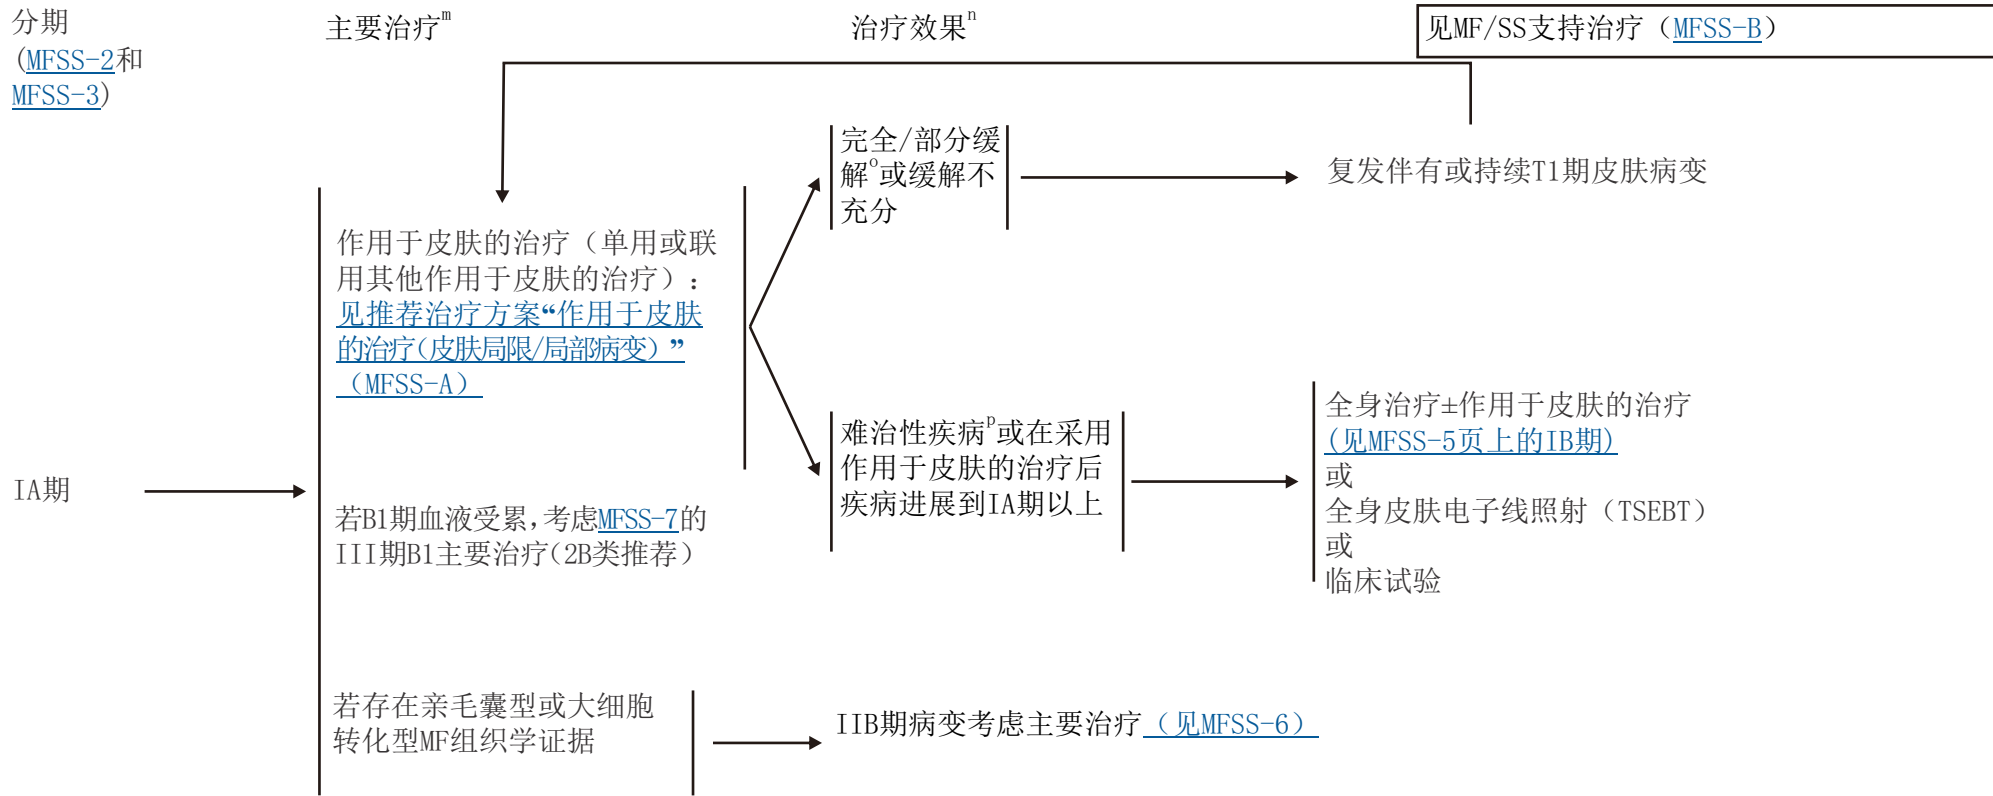 分期
(MFSS-2和
MFSS-3)
主要治疗m
治疗效果n
见MF/SS支持治疗（MFSS-B）
完全/部分缓
解o或缓解不
充分
复发伴有或持续T1期皮肤病变
作用于皮肤的治疗（单用或联
用其他作用于皮肤的治疗）：
见推荐治疗方案“作用于皮肤
的治疗(皮肤局限/局部病变）”
（MFSS-A）
难治性疾病p或在采用
作用于皮肤的治疗后
疾病进展到IA期以上
全身治疗±作用于皮肤的治疗
(见MFSS-5页上的IB期)
或
全身皮肤电子线照射（TSEBT）
或
临床试验
IA期
若B1期血液受累,考虑MFSS-7的
III期B1主要治疗(2B类推荐）
若存在亲毛囊型或大细胞
转化型MF组织学证据
IIB期病变考虑主要治疗（见MFSS-6）